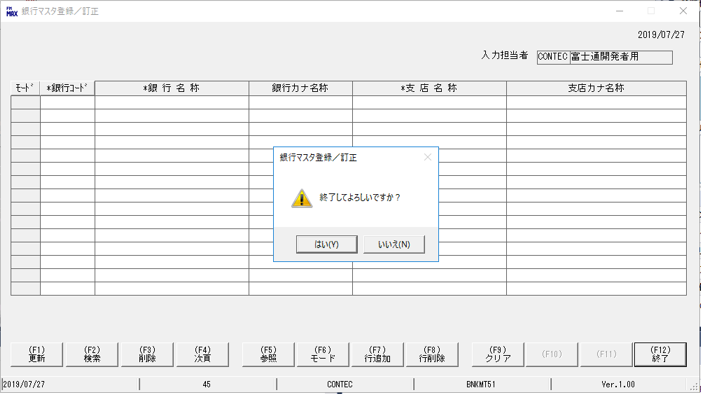 FM MAX 銀行マスタ登録／訂正
2019/07/27
入力担当者 CONTEC 富士通開発者用
ﾓｰﾄﾞ *銀行ｺｰﾄﾞ *銀 行 名 称 銀行カナ名称 *支 店 名 称 支店カナ名称
銀行マスタ登録／訂正
終了してよろしいですか？
はい(Y) いいえ(N)
(F1) (F2) (F3) (F4) (F5) (F6) (F7) (F8) (F9) (F10) (F11) (F12)
更新 検索 削除 次頁 参照 モード 行追加 行削除 クリア 終了
2019/07/27 45 CONTEC BNKMT51 Ver.1.00